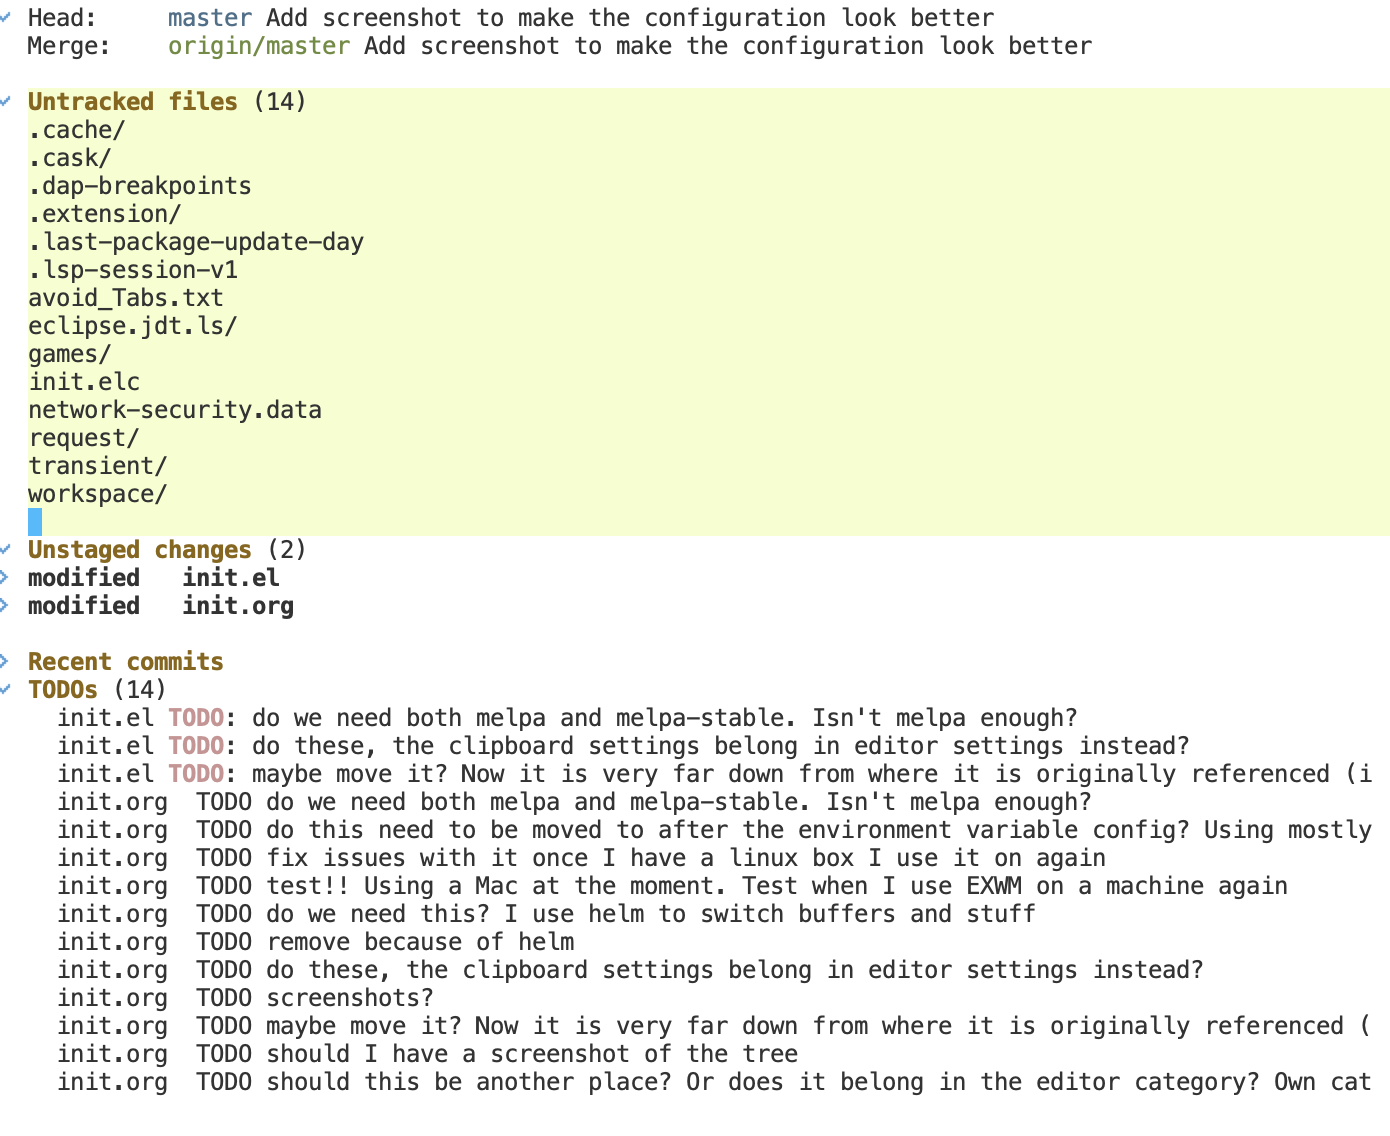 Head:     master Add screenshot to make the configuration look better
Merge:    origin/master Add screenshot to make the configuration look better
Untracked files (14)
.cache/
.cask/
.dap-breakpoints
.extension/
.last-package-update-day
.lsp-session-v1
avoid_Tabs.txt
eclipse.jdt.ls/
games/
init.elc
network-security.data
request/
transient/
workspace/
Unstaged changes (2)
modified   init.el
modified   init.org
Recent commits
TODOs (14)
init.el TODO: do we need both melpa and melpa-stable. Isn't melpa enough?
init.el TODO: do these, the clipboard settings belong in editor settings instead?
init.el TODO: maybe move it? Now it is very far down from where it is originally referenced (i
init.org  TODO do we need both melpa and melpa-stable. Isn't melpa enough?
init.org  TODO do this need to be moved to after the environment variable config? Using mostly
init.org  TODO fix issues with it once I have a linux box I use it on again
init.org  TODO test!! Using a Mac at the moment. Test when I use EXWM on a machine again
init.org  TODO do we need this? I use helm to switch buffers and stuff
init.org  TODO remove because of helm
init.org  TODO do these, the clipboard settings belong in editor settings instead?
init.org  TODO screenshots?
init.org  TODO maybe move it? Now it is very far down from where it is originally referenced (
init.org  TODO should I have a screenshot of the tree
init.org  TODO should this be another place? Or does it belong in the editor category? Own cat